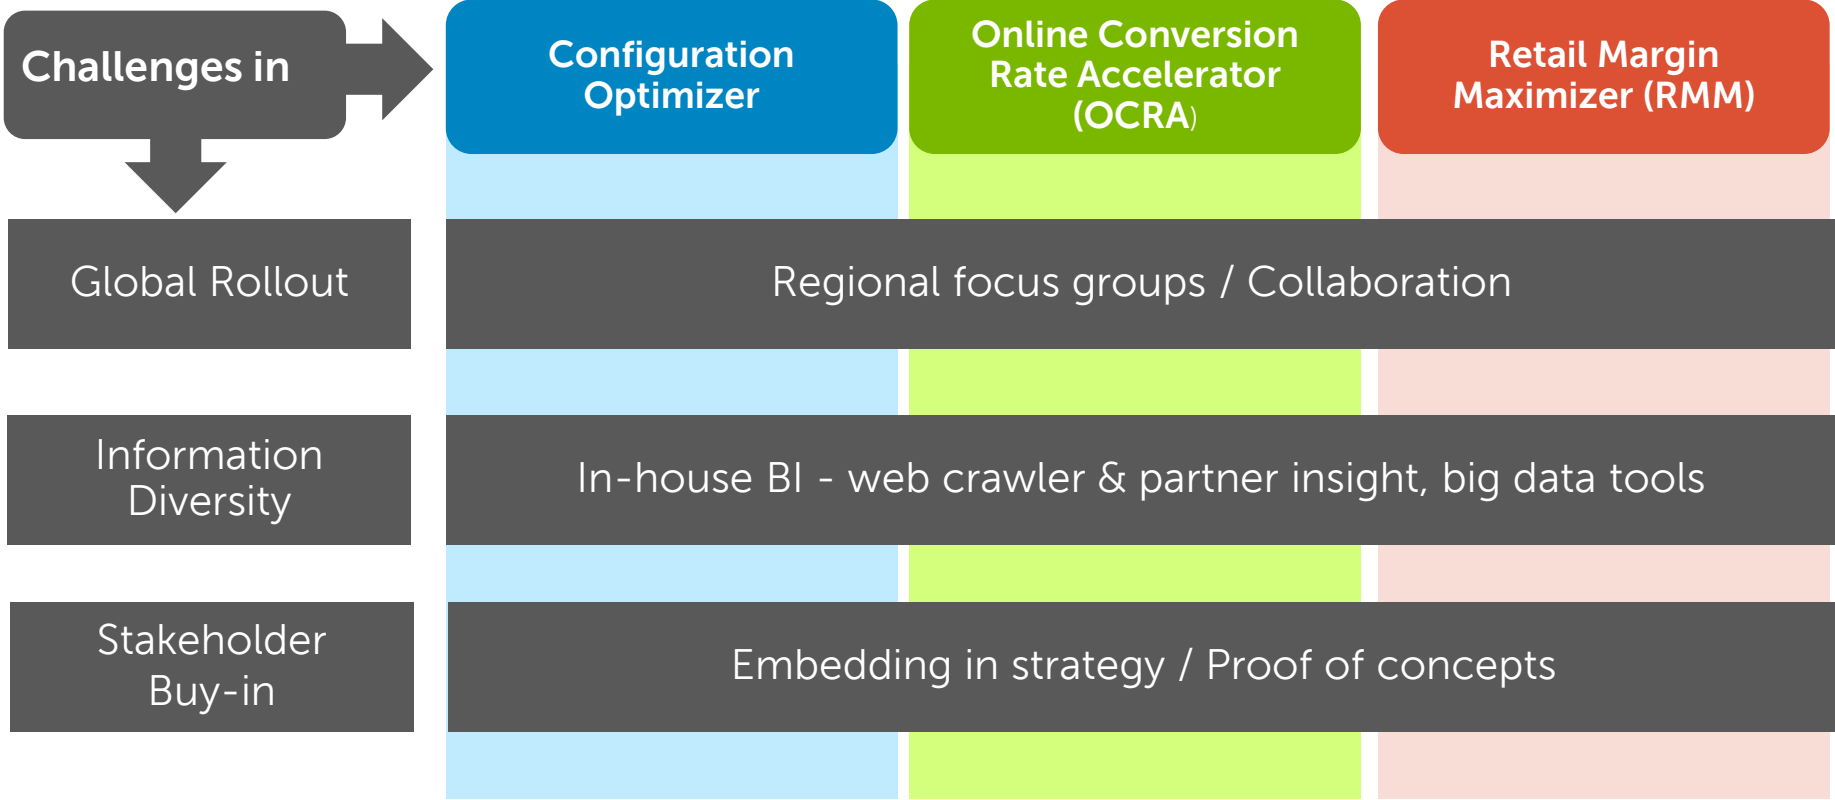 Challenges in
Configuration
Optimizer
Online Conversion
Rate Accelerator
(OCRA)
Retail Margin
Maximizer (RMM)
Global Rollout
Regional focus groups / Collaboration
Information
Diversity
In-house BI - web crawler & partner insight, big data tools
Stakeholder
Buy-in
Embedding in strategy / Proof of concepts